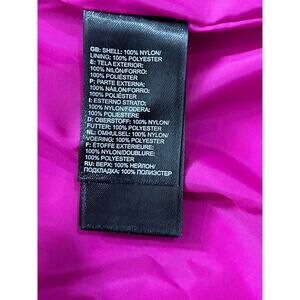 GB: SHELL: 100% NYLON/
LINING: 100% POLYESTER
E: TELA EXTERIOR:
100% NILÓN/FORRO:
100% POLIÉSTER
P: PARTE EXTERNA:
100% NÁILON/FORRO:
100% POLIÉSTER
I: ESTERNO STRATO:
100% NYLON/FODERA:
100% POLIESTERE
D: OBERSTOFF: 100% NYLON/
FUTTER: 100% POLYESTER
NL: OMHULSEL: 100% NYLON/
VOERING: 100% POLYESTER
F: ÉTOFFE EXTÉRIEURE:
100% NYLON/DOUBLURE:
100% POLYESTER
RU: ВЕРХ: 100% НЕЙЛОН/
ПОДКЛАДКА: 100% ПОЛИЭСТЕР